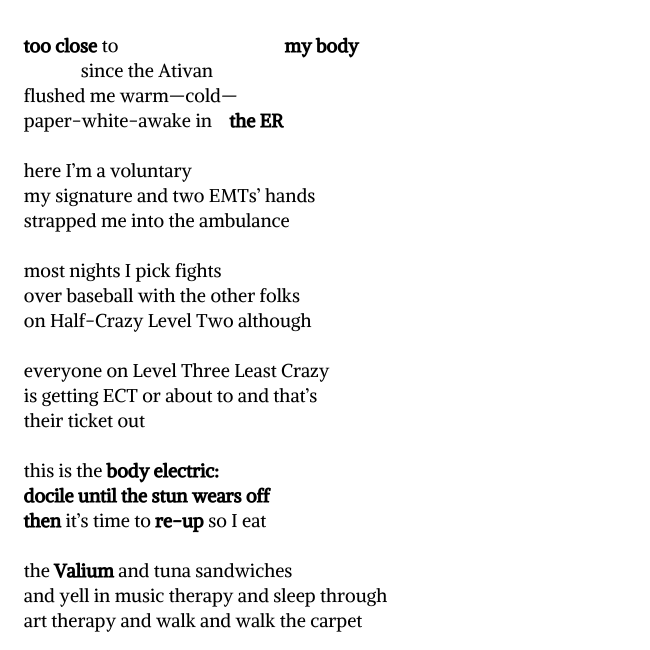 too close to my body
since the Ativan
flushed me warm—cold—
paper-white-awake in the ER
here I'm a voluntary
my signature and two EMTs' hands
strapped me into the ambulance
most nights I pick fights
over baseball with the other folks
on Half-Crazy Level Two although
everyone on Level Three Least Crazy
is getting ECT or about to and that's
their ticket out
this is the body electric:
docile until the stun wears off
then it's time to re-up so I eat
the Valium and tuna sandwiches
and yell in music therapy and sleep through
art therapy and walk and walk the carpet